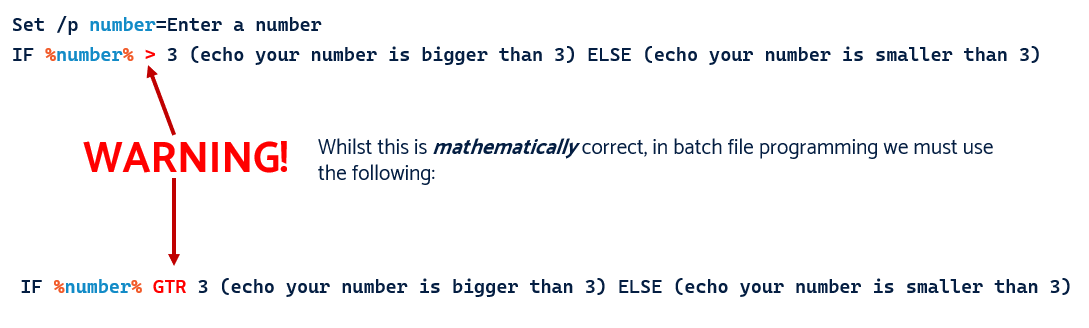 Set /p number=Enter a number
IF %number% > 3 (echo your number is bigger than 3) ELSE (echo your number is smaller than 3)
WARNING!
Whilst this is mathematically correct, in batch file programming we must use
the following:
IF %number% GTR 3 (echo your number is bigger than 3) ELSE (echo your number is smaller than 3)